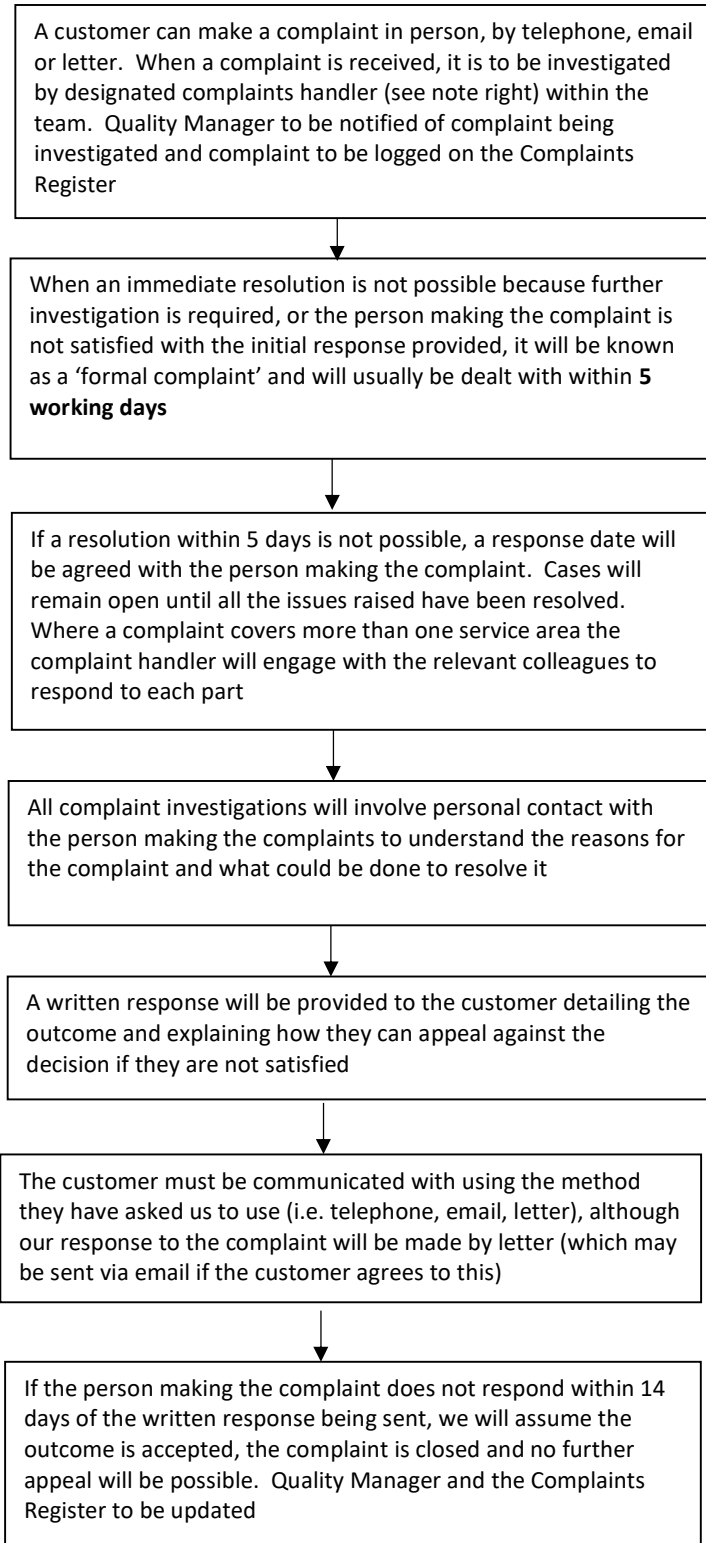 A customer can make a complaint in person, by telephone, email
or letter.  When a complaint is received, it is to be investigated
by designated complaints handler (see note right) within the
team.  Quality Manager to be notified of complaint being
investigated and complaint to be logged on the Complaints
Register
When an immediate resolution is not possible because further
investigation is required, or the person making the complaint is
not satisfied with the initial response provided, it will be known
as a ‘formal complaint’ and will usually be dealt with within 5
working days
If a resolution within 5 days is not possible, a response date will
be agreed with the person making the complaint.  Cases will
remain open until all the issues raised have been resolved.
Where a complaint covers more than one service area the
complaint handler will engage with the relevant colleagues to
respond to each part
All complaint investigations will involve personal contact with
the person making the complaints to understand the reasons for
the complaint and what could be done to resolve it
A written response will be provided to the customer detailing the
outcome and explaining how they can appeal against the
decision if they are not satisfied
The customer must be communicated with using the method
they have asked us to use (i.e. telephone, email, letter), although
our response to the complaint will be made by letter (which may
be sent via email if the customer agrees to this)
If the person making the complaint does not respond within 14
days of the written response being sent, we will assume the
outcome is accepted, the complaint is closed and no further
appeal will be possible.  Quality Manager and the Complaints
Register to be updated